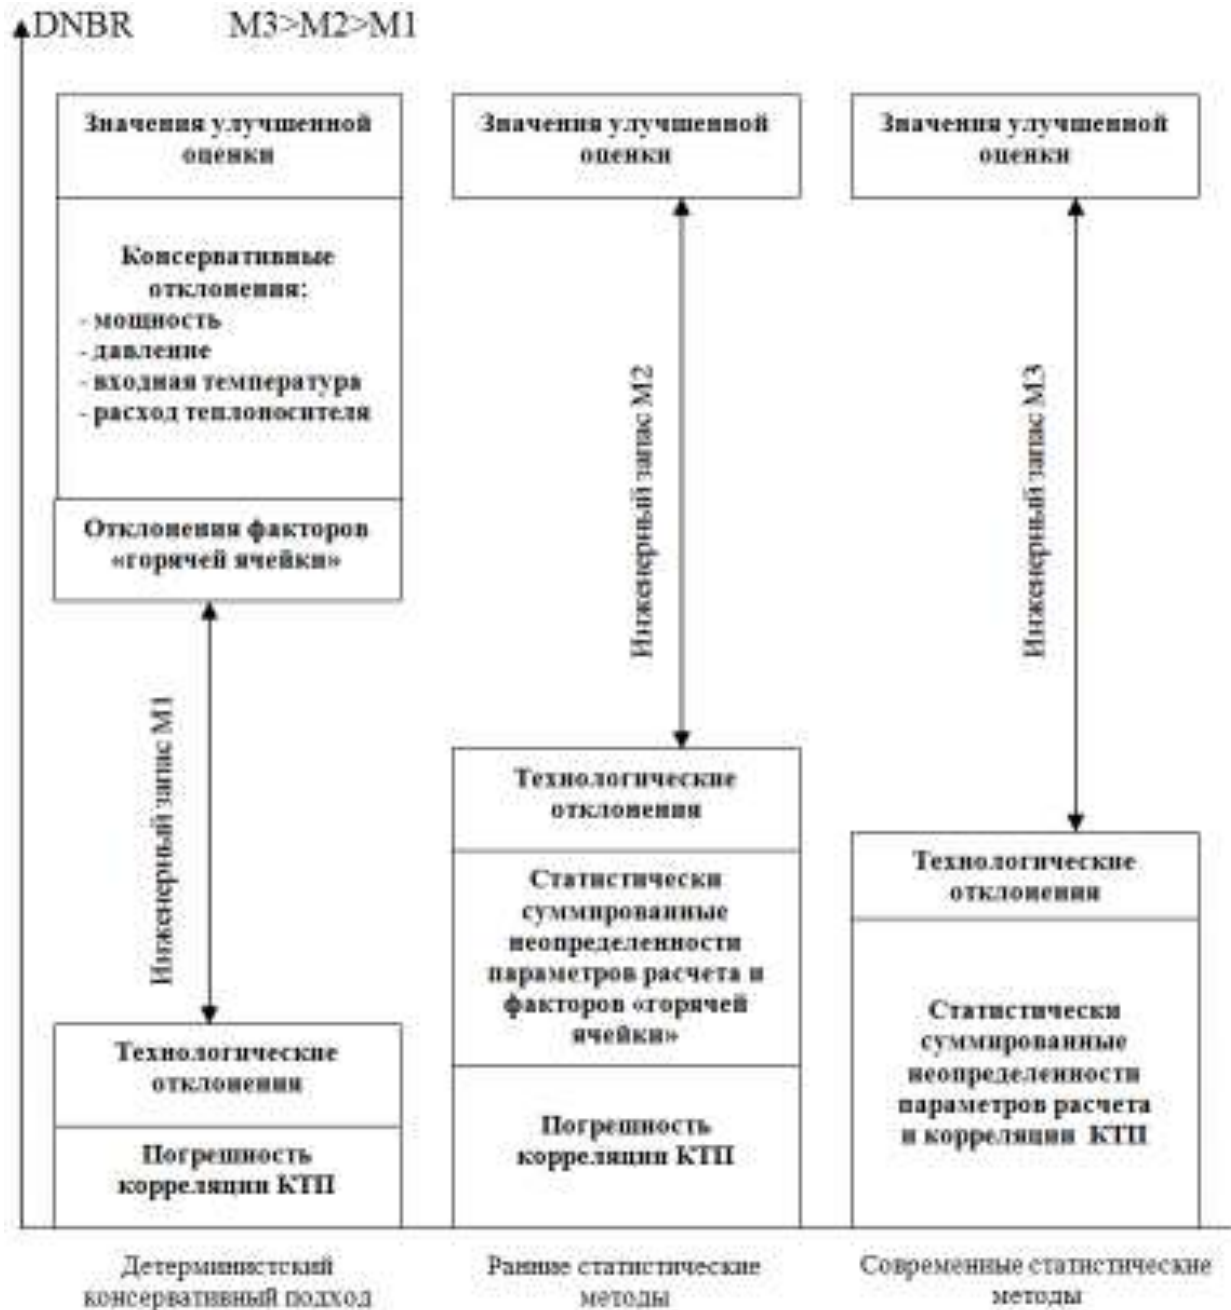 DNBR M3>M2>M1
Значения улучшенной
оценки
Консервативные
отклонения:
- мощность
- давление
- входная температура
- расход теплоносителя
Отклонения факторов
«горячей ячейки»
Инженерный запас М1
Технологические
отклонения
Погрешность
корреляции КТП
Детерминистский
консервативный подход
Значения улучшенной
оценки
Инженерный запас М2
Технологические
отклонения
Статистически
суммированные
неопределенности
параметров расчета и
факторов «горячей
ячейки»
Погрешность
корреляции КТП
Ранние статистические
методы
Значения улучшенной
оценки
Инженерный запас М3
Технологические
отклонения
Статистически
суммированные
неопределенности
параметров расчета
и корреляции КТП
Современные статистические
методы